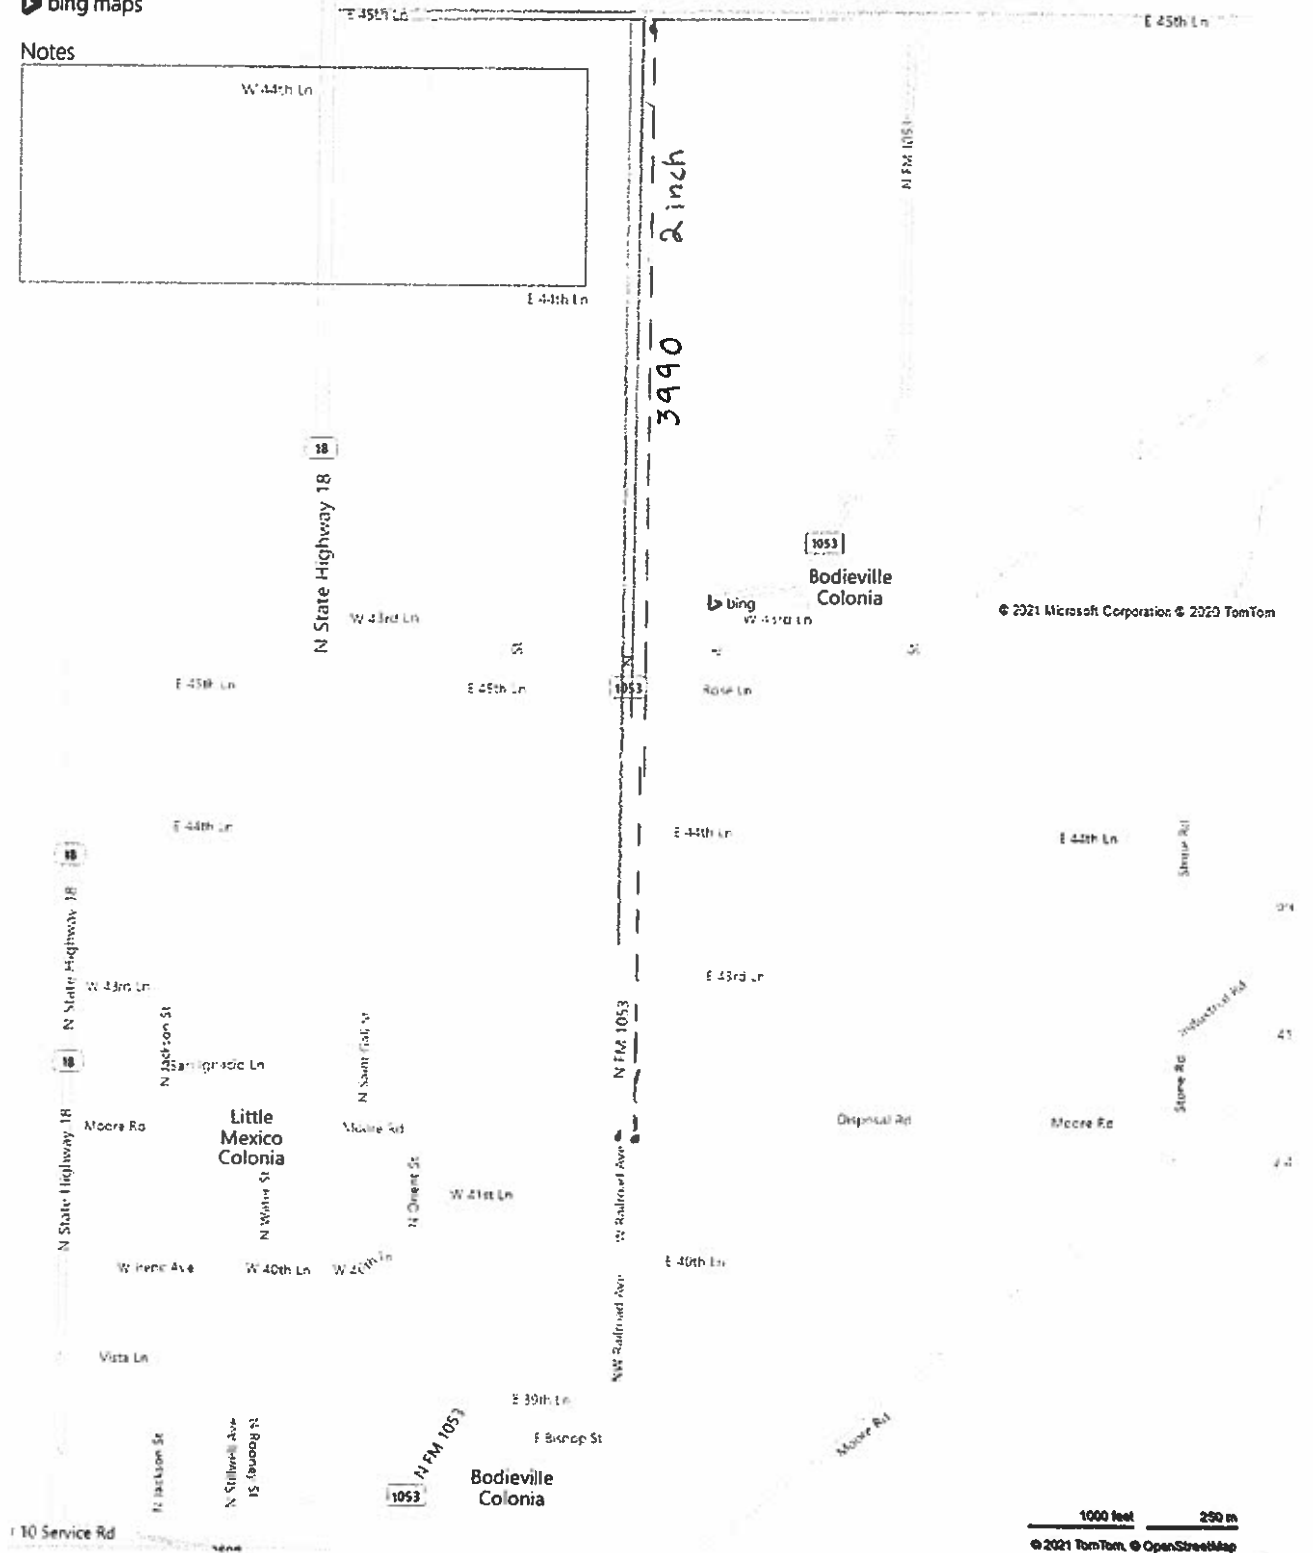 bing maps
E 45th Ln
E 45th Ln
Notes
W 44th Ln
N FM 1053
2 inch
E 44th Ln
3990
18
N State Highway 18
1053
Bodieville
Colonia
bing
W 43rd Ln
W 43rd Ln
© 2021 Microsoft Corporation © 2020 TomTom
St
St
E 45th Ln
E 45th Ln
1053
Rose Ln
E 44th Ln
E 44th Ln
E 44th Ln
Stone Rd
18
N State Highway 18
W 43rd Ln
E 43rd Ln
N Jackson St
San Ignacio Ln
N Saint Gall St
N FM 1053
Industrial Rd
18
Stone Rd
N State Highway 18
Moore Rd
Little
Mexico
Colonia
Moore Rd
Disposal Rd
Moore Rd
N Water St
N Orient St
W 41st Ln
W Railroad Ave
W Irene Ave
W 40th Ln
W 40th Ln
E 40th Ln
NW Railroad Ave
Vista Ln
E 39th Ln
N Jackson St
N Stillwell Ave
N Rooney St
N FM 1053
E Bishop St
Moore Rd
1053
Bodieville
Colonia
10 Service Rd
1000 feet
250 m
© 2021 TomTom, © OpenStreetMap